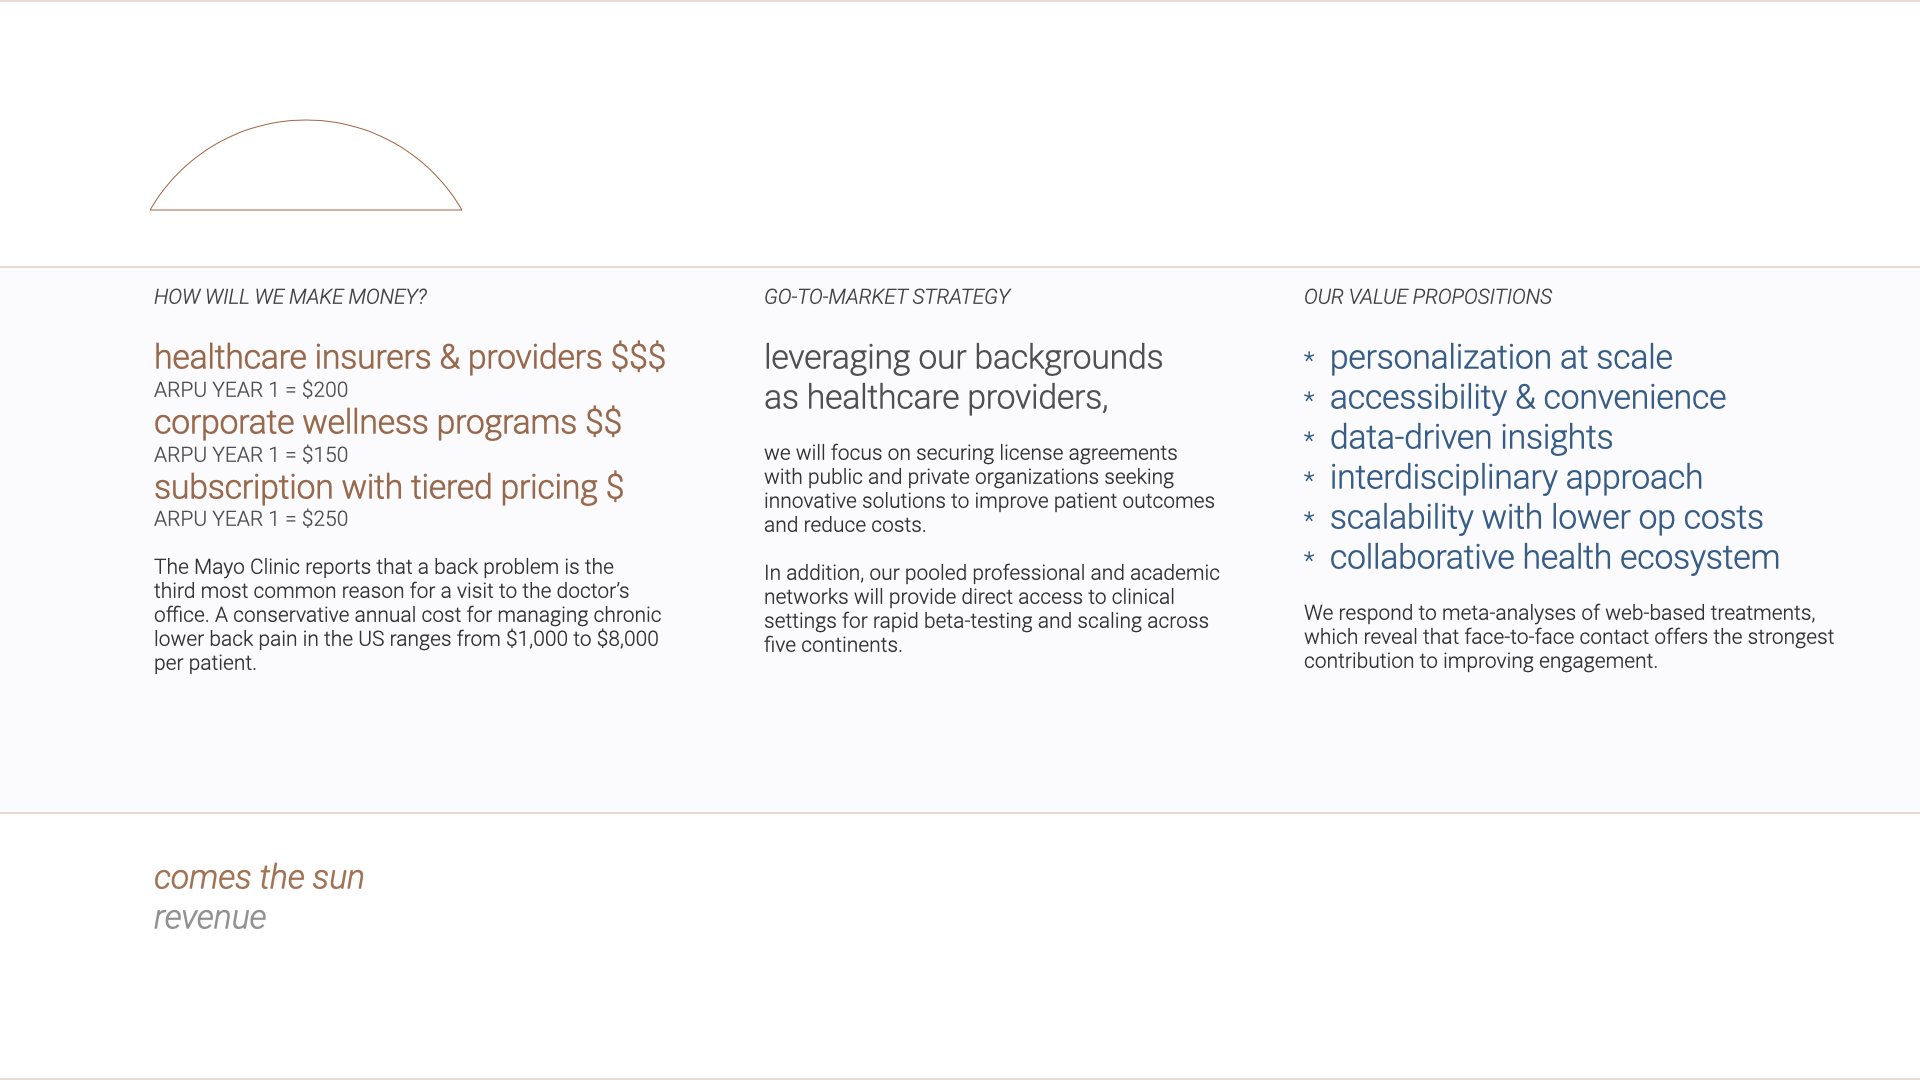 HOW WILL WE MAKE MONEY?
healthcare insurers & providers $$$
ARPU YEAR 1 = $200
corporate wellness programs $$
ARPU YEAR 1 = $150
subscription with tiered pricing $
ARPU YEAR 1 = $250
The Mayo Clinic reports that a back problem is the
third most common reason for a visit to the doctor’s
office. A conservative annual cost for managing chronic
lower back pain in the US ranges from $1,000 to $8,000
per patient.
GO-TO-MARKET STRATEGY
leveraging our backgrounds
as healthcare providers,
we will focus on securing license agreements
with public and private organizations seeking
innovative solutions to improve patient outcomes
and reduce costs.
In addition, our pooled professional and academic
networks will provide direct access to clinical
settings for rapid beta-testing and scaling across
five continents.
OUR VALUE PROPOSITIONS
* personalization at scale
* accessibility & convenience
* data-driven insights
* interdisciplinary approach
* scalability with lower op costs
* collaborative health ecosystem
We respond to meta-analyses of web-based treatments,
which reveal that face-to-face contact offers the strongest
contribution to improving engagement.
comes the sun
revenue